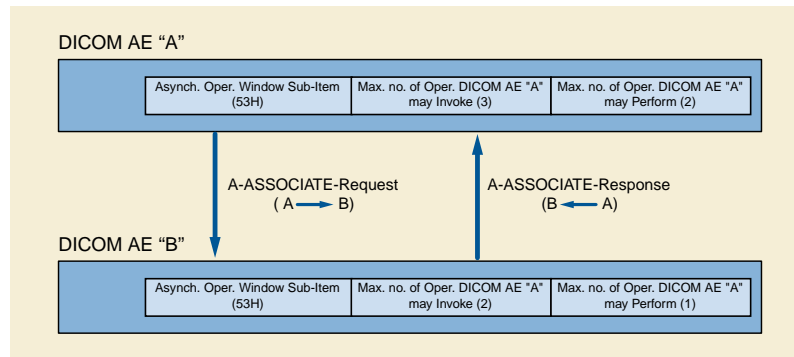 DICOM AE “A”
Asynch. Oper. Window Sub-Item
(53H)
Max. no. of Oper. DICOM AE "A"
may Invoke (3)
Max. no. of Oper. DICOM AE "A"
may Perform (2)
A-ASSOCIATE-Request
( A B)
A-ASSOCIATE-Response
(B A)
DICOM AE “B”
Asynch. Oper. Window Sub-Item
(53H)
Max. no. of Oper. DICOM AE "A"
may Invoke (2)
Max. no. of Oper. DICOM AE "A"
may Perform (1)